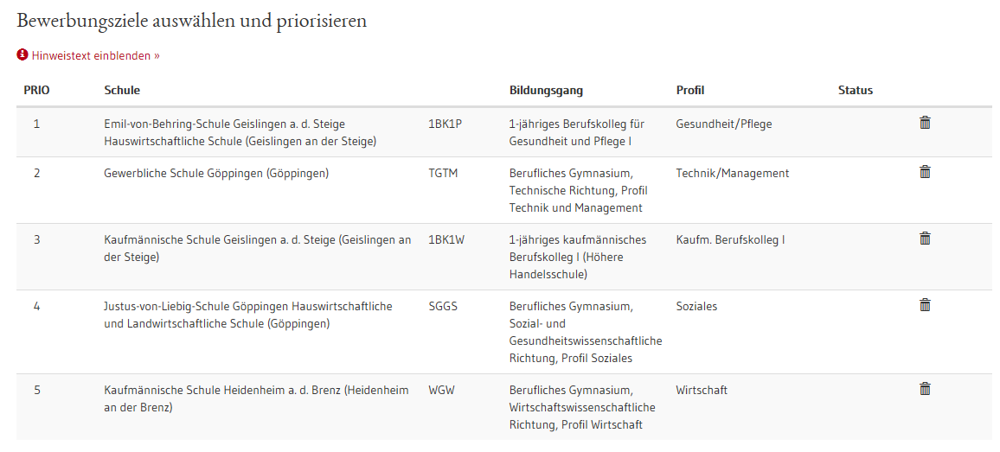 Bewerbungsziele auswählen und priorisieren
Hinweistext einblenden »
PRIO Schule Bildungsgang Profil Status
1 Emil-von-Behring-Schule Geislingen a. d. Steige 1BK1P 1-jähriges Berufskolleg für Gesundheit/Pflege
Hauswirtschaftliche Schule (Geislingen an der Steige) Gesundheit und Pflege I
2 Gewerbliche Schule Göppingen (Göppingen) TGTM Berufliches Gymnasium, Technik/Management
Technische Richtung, Profil
Technik und Management
3 Kaufmännische Schule Geislingen a. d. Steige (Geislingen an 1BK1W 1-jähriges kaufmännisches Kaufm. Berufskolleg I
der Steige) Berufskolleg I (Höhere
Handelsschule)
4 Justus-von-Liebig-Schule Göppingen Hauswirtschaftliche SGGS Berufliches Gymnasium, Soziales
und Landwirtschaftliche Schule (Göppingen) Sozial- und
Gesundheitswissenschaftliche
Richtung, Profil Soziales
5 Kaufmännische Schule Heidenheim a. d. Brenz (Heidenheim WGW Berufliches Gymnasium, Wirtschaft
an der Brenz) Wirtschaftswissenschaftliche
Richtung, Profil Wirtschaft